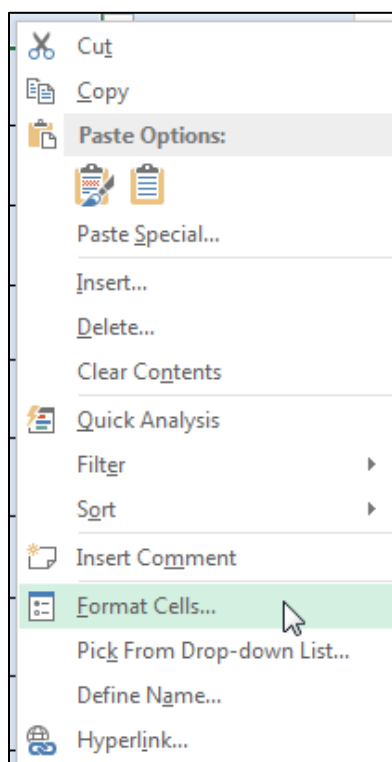 Cut
Copy
Paste Options:
Paste Special...
Insert...
Delete...
Clear Contents
Quick Analysis
Filter
Sort
Insert Comment
Format Cells...
Pick From Drop-down List...
Define Name...
Hyperlink...